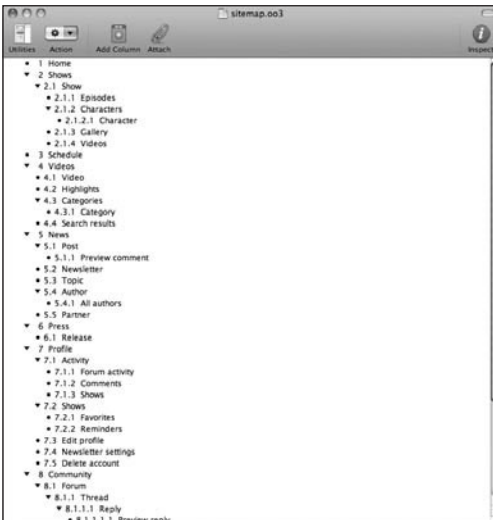 sitemap.oo3
Utilities Action Add Column Attach Inspect
1 Home
2 Shows
2.1 Show
2.1.1 Episodes
2.1.2 Characters
2.1.2.1 Character
2.1.3 Gallery
2.1.4 Videos
3 Schedule
4 Videos
4.1 Video
4.2 Highlights
4.3 Categories
4.3.1 Category
4.4 Search results
5 News
5.1 Post
5.1.1 Preview comment
5.2 Newsletter
5.3 Topic
5.4 Author
5.4.1 All authors
5.5 Partner
6 Press
6.1 Release
7 Profile
7.1 Activity
7.1.1 Forum activity
7.1.2 Comments
7.1.3 Shows
7.2 Shows
7.2.1 Favorites
7.2.2 Reminders
7.3 Edit profile
7.4 Newsletter settings
7.5 Delete account
8 Community
8.1 Forum
8.1.1 Thread
8.1.1.1 Reply
8.1.1.1.1 Preview reply